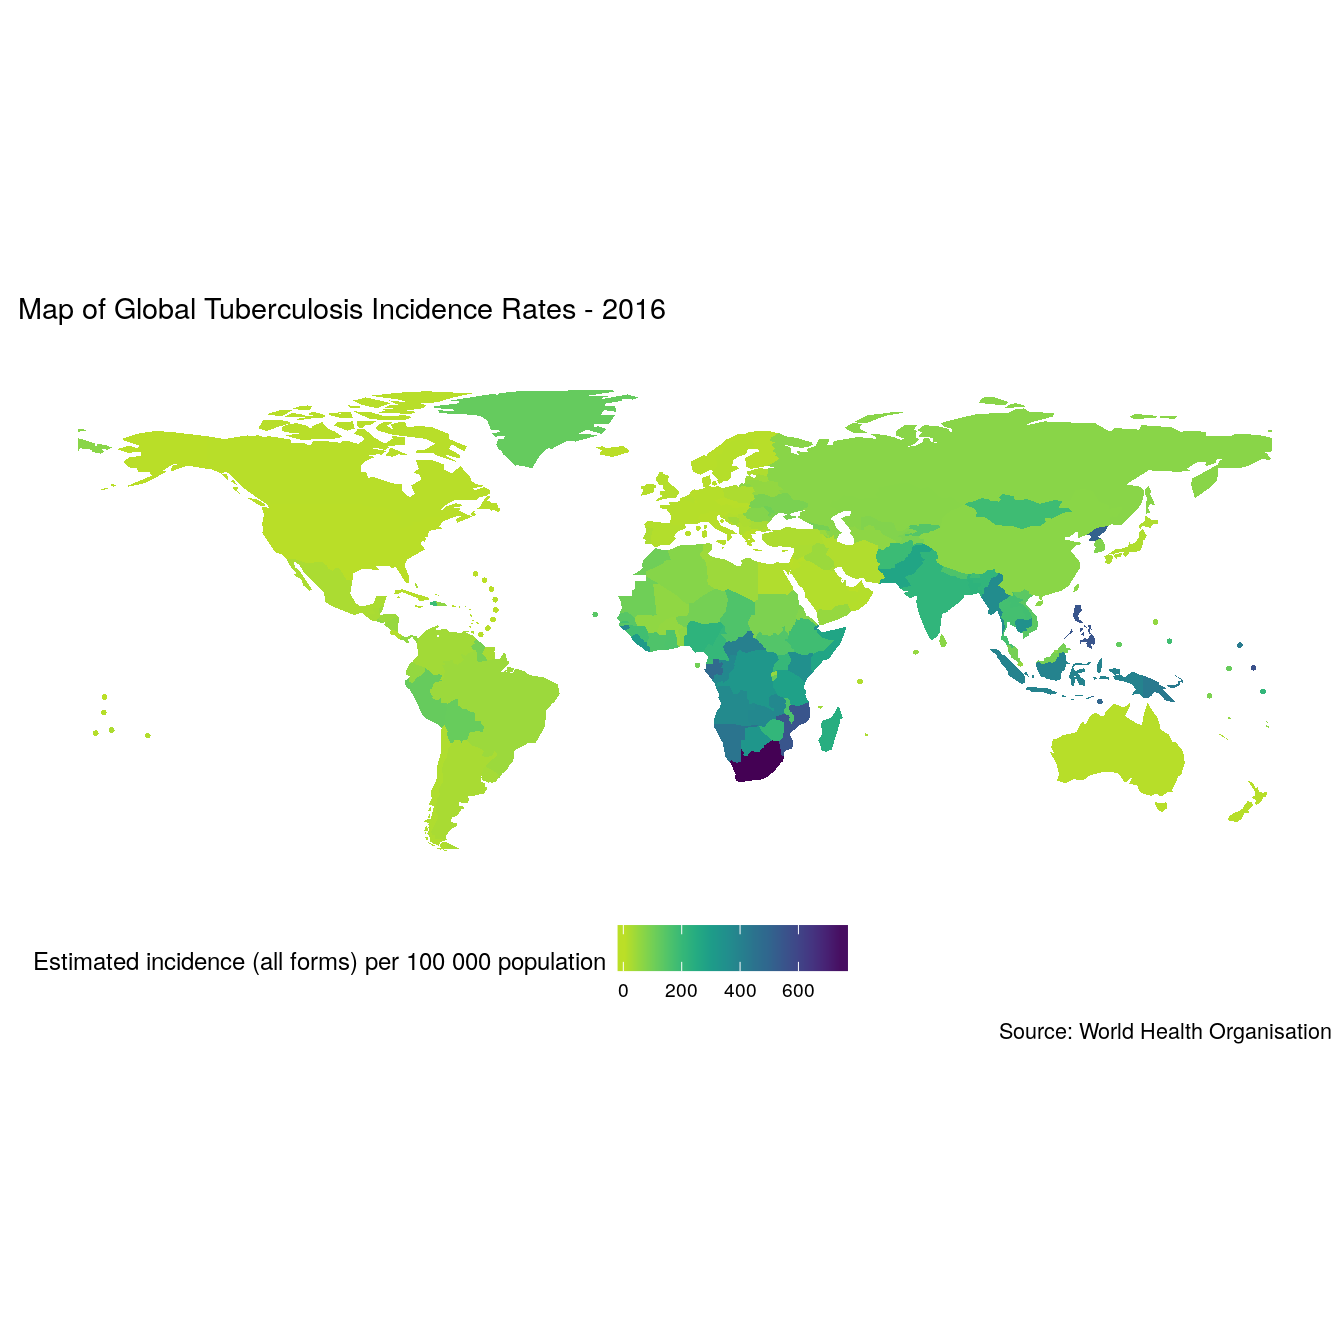 Map of Global Tuberculosis Incidence Rates - 2016
Estimated incidence (all forms) per 100 000 population
0 200 400 600
Source: World Health Organisation